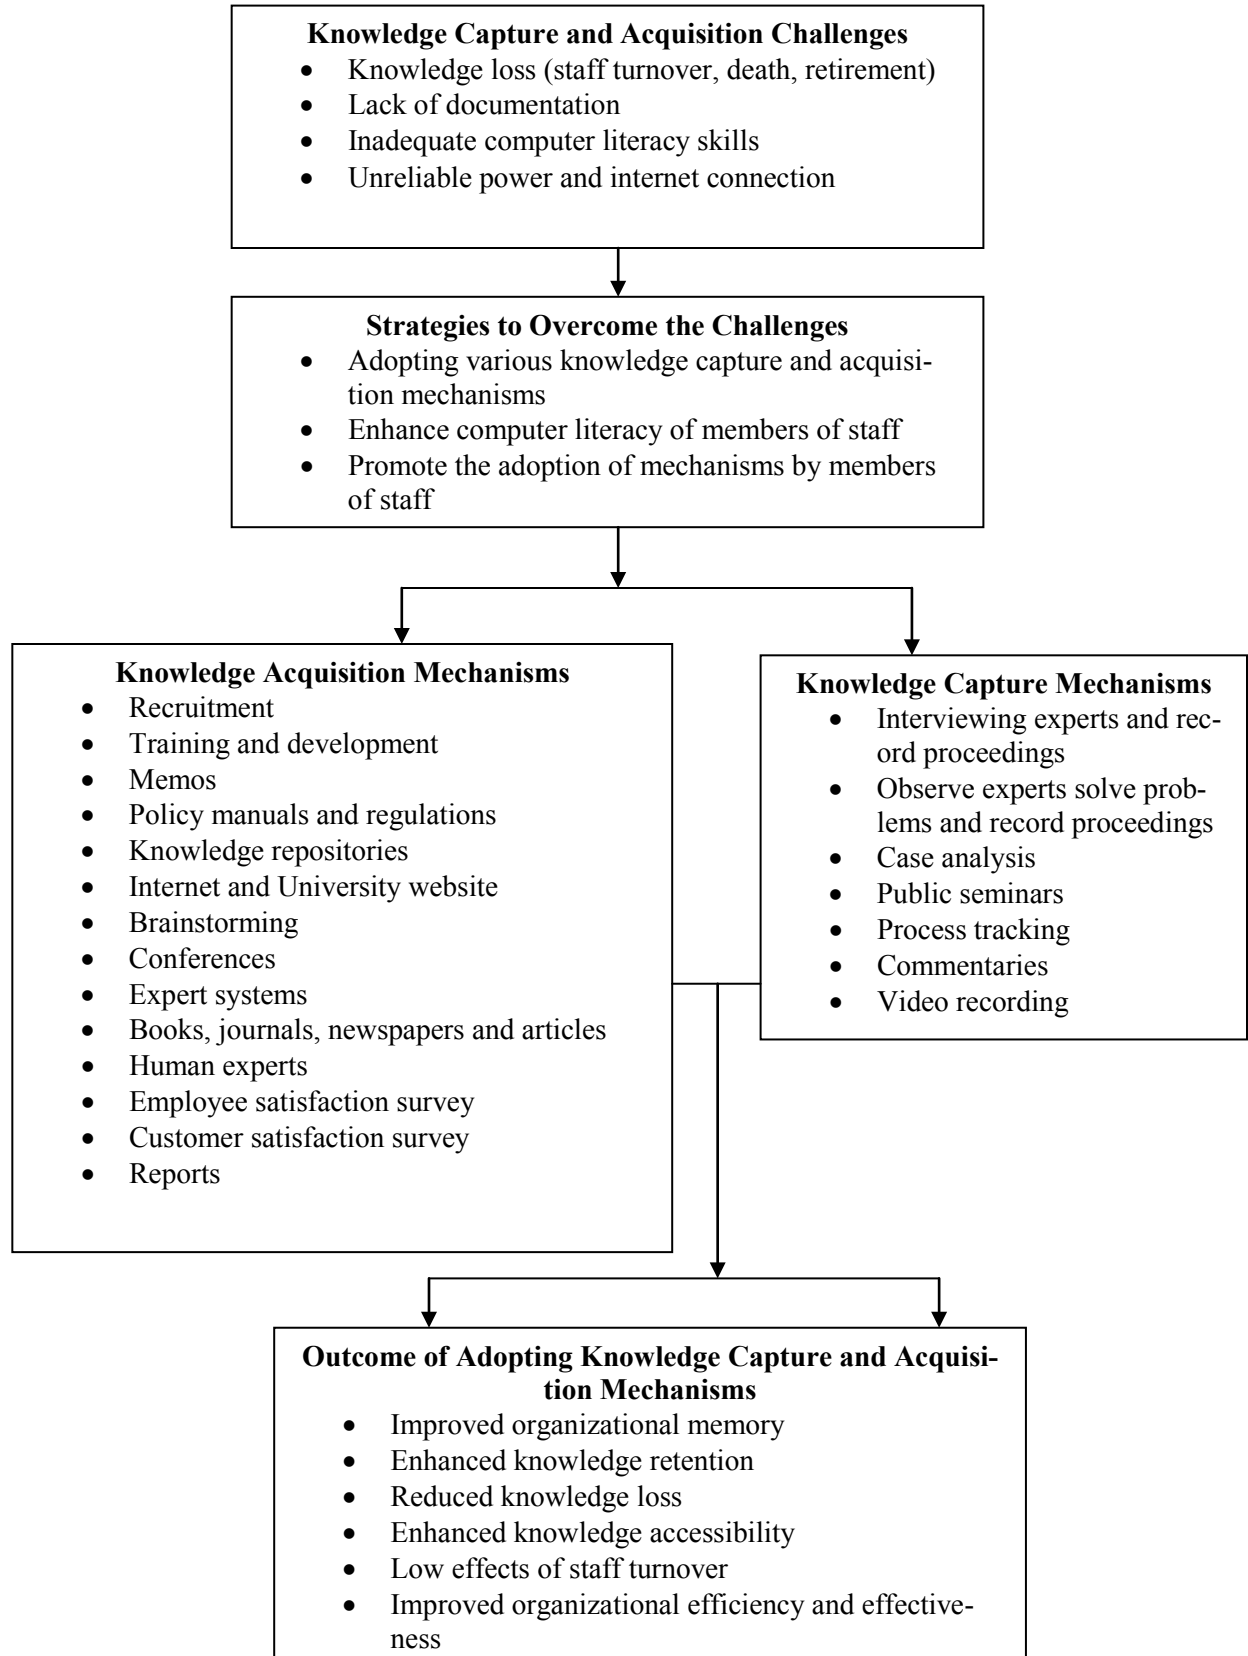 Knowledge Capture and Acquisition Challenges
• Knowledge loss (staff turnover, death, retirement)
• Lack of documentation
• Inadequate computer literacy skills
• Unreliable power and internet connection
Strategies to Overcome the Challenges
• Adopting various knowledge capture and acquisi-
tion mechanisms
• Enhance computer literacy of members of staff
• Promote the adoption of mechanisms by members
of staff
Knowledge Acquisition Mechanisms
• Recruitment
• Training and development
• Memos
• Policy manuals and regulations
• Knowledge repositories
• Internet and University website
• Brainstorming
• Conferences
• Expert systems
• Books, journals, newspapers and articles
• Human experts
• Employee satisfaction survey
• Customer satisfaction survey
• Reports
Knowledge Capture Mechanisms
• Interviewing experts and rec-
ord proceedings
• Observe experts solve prob-
lems and record proceedings
• Case analysis
• Public seminars
• Process tracking
• Commentaries
• Video recording
Outcome of Adopting Knowledge Capture and Acquisi-
tion Mechanisms
• Improved organizational memory
• Enhanced knowledge retention
• Reduced knowledge loss
• Enhanced knowledge accessibility
• Low effects of staff turnover
• Improved organizational efficiency and effective-
ness